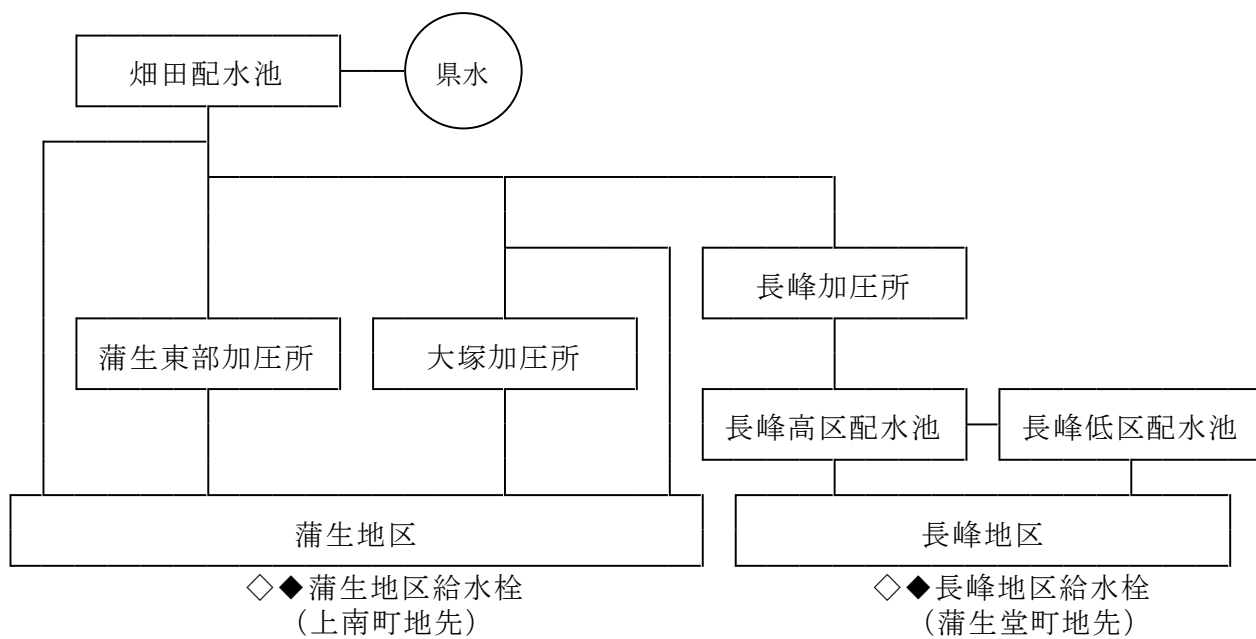 畑田配水池
県水
長峰加圧所
蒲生東部加圧所
大塚加圧所
長峰高区配水池
長峰低区配水池
蒲生地区
長峰地区
◇◆蒲生地区給水栓
（上南町地先）
◇◆長峰地区給水栓
（蒲生堂町地先）